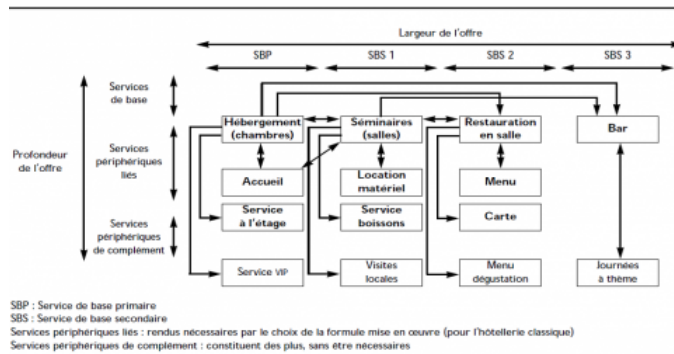 Largeur de l'offre
SBP
SBS 1
SBS 2
SBS 3
Services
de base
Hébergement
(chambres)
Séminaires
(salles)
Restauration
en salle
Bar
Profondeur
de l'offre
Services
périphériques
liés
Accueil
Location
matériel
Menu
Service
à l'étage
Service
boissons
Carte
Services
périphériques
de complément
Service VIP
Visites
locales
Menu
dégustation
Journées
à thème
SBP : Service de base primaire
SBS : Service de base secondaire
Services périphériques liés : rendus nécessaires par le choix de la formule mise en œuvre (pour l'hôtellerie classique)
Services périphériques de complément : constituent des plus, sans être nécessaires